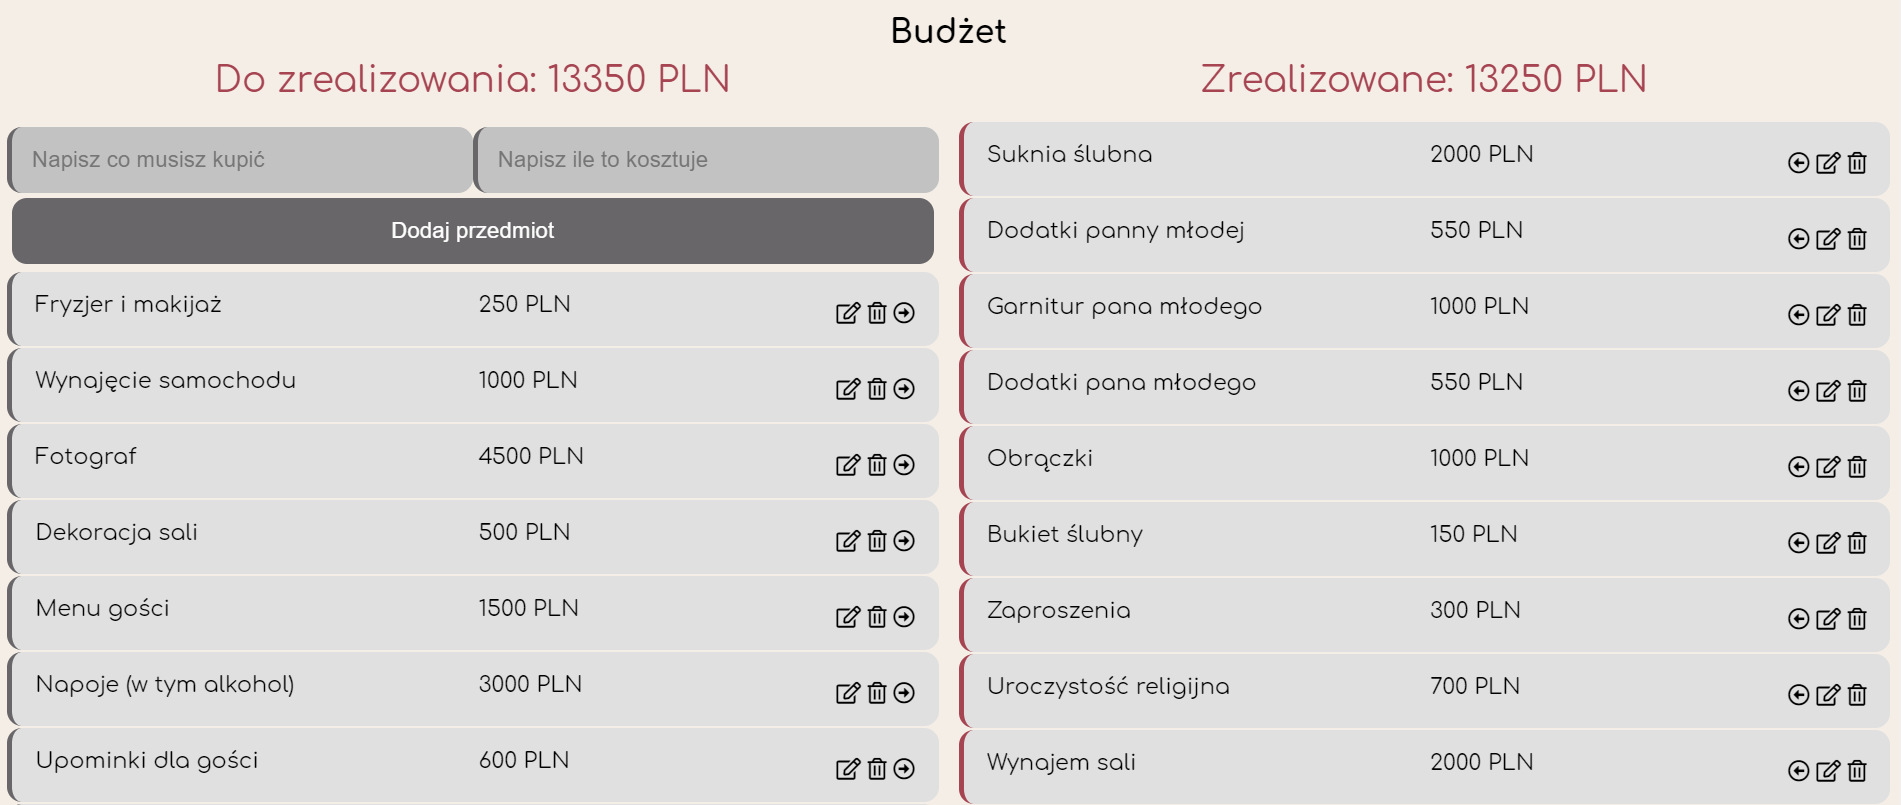 Budżet
Do zrealizowania: 13350 PLN
Napisz co musisz kupić
Napisz ile to kosztuje
Dodaj przedmiot
Fryzjer i makijaż 250 PLN
Wynajęcie samochodu 1000 PLN
Fotograf 4500 PLN
Dekoracja sali 500 PLN
Menu gości 1500 PLN
Napoje (w tym alkohol) 3000 PLN
Upominki dla gości 600 PLN
Zrealizowane: 13250 PLN
Suknia ślubna 2000 PLN
Dodatki panny młodej 550 PLN
Garnitur pana młodego 1000 PLN
Dodatki pana młodego 550 PLN
Obrączki 1000 PLN
Bukiet ślubny 150 PLN
Zaproszenia 300 PLN
Uroczystość religijna 700 PLN
Wynajem sali 2000 PLN